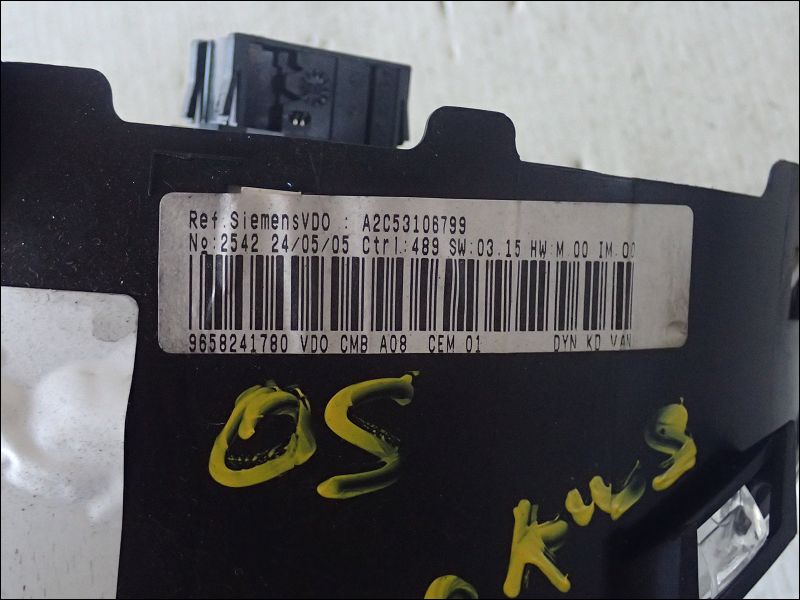 Ref.SiemensVDO : A2C53106799
No:2542 24/05/05 Ctrl:489 SW:03.15 HW:M.00 IM.00
9658241780 VDO CMB A08 CEM 01 DYN KD VAN
05
KWS